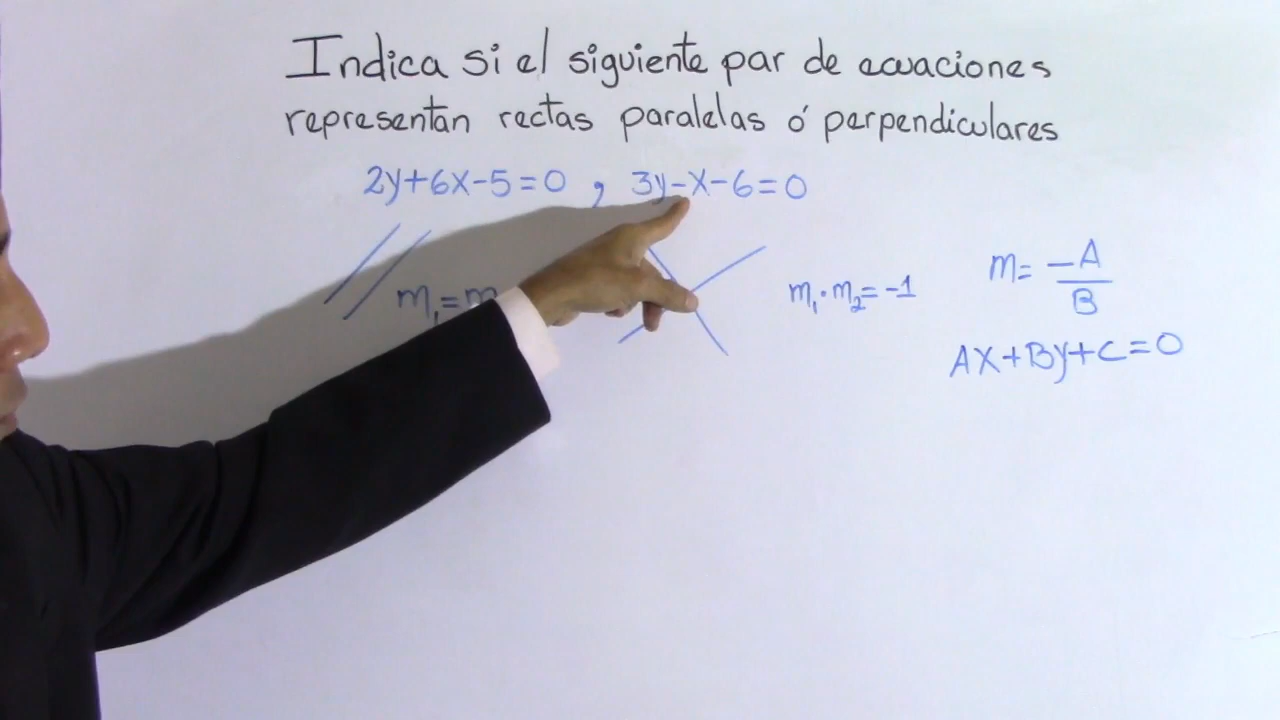 Indica si el siguiente par de ecuaciones
representan rectas paralelas ó perpendiculares
2y+6x-5=0 , 3y-x-6=0
m₁=m
m₁·m₂=-1
m= -A/B
Ax+By+C=0